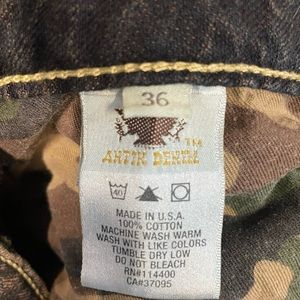 36
TM
ARTIK DENIM
40
MADE IN U.S.A.
100% COTTON
MACHINE WASH WARM
WASH WITH LIKE COLORS
TUMBLE DRY LOW
DO NOT BLEACH
RN#114400
CA#37095